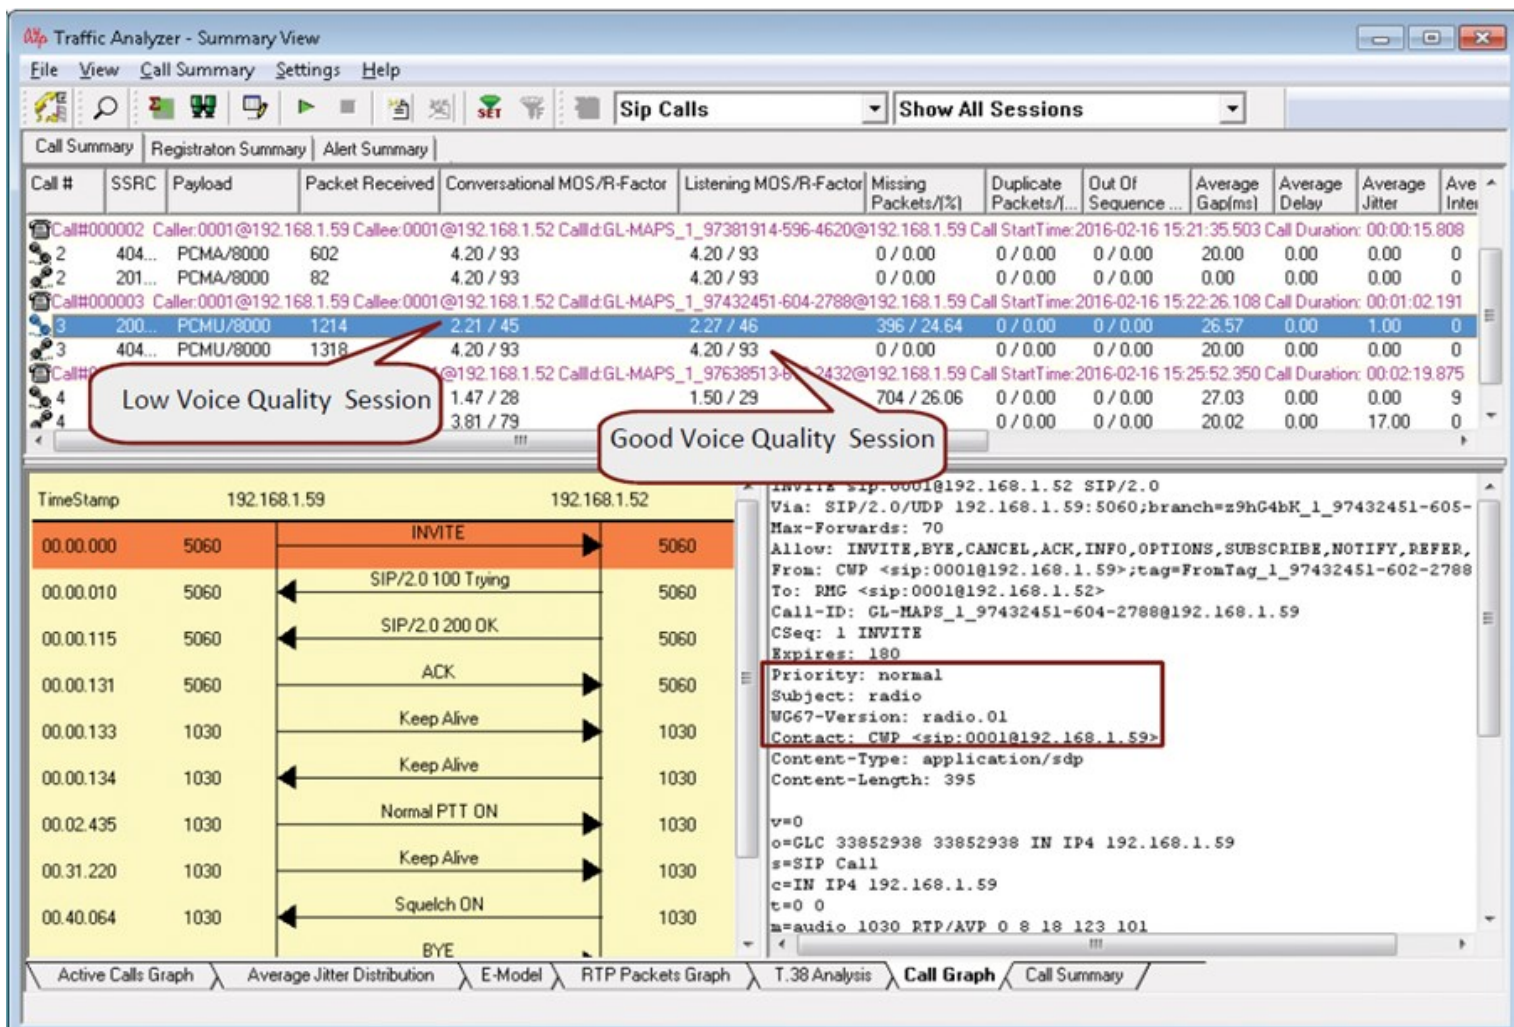 Traffic Analyzer - Summary View
File View Call Summary Settings Help
SET Sip Calls Show All Sessions
Call Summary Registraton Summary Alert Summary
Call # SSRC Payload Packet Received Conversational MOS/R-Factor Listening MOS/R-Factor Missing Packets/(%) Duplicate Packets/(... Out Of Sequence ... Average Gap(ms) Average Delay Average Jitter Ave Inter
Call#000002 Caller:0001@192.168.1.59 Callee:0001@192.168.1.52 CallId:GL-MAPS_1_97381914-596-4620@192.168.1.59 Call StartTime:2016-02-16 15:21:35.503 Call Duration: 00:00:15.808
2 404... PCMA/8000 602 4.20 / 93 4.20 / 93 0 / 0.00 0 / 0.00 0 / 0.00 20.00 0.00 0.00 0
2 201... PCMA/8000 82 4.20 / 93 4.20 / 93 0 / 0.00 0 / 0.00 0 / 0.00 0.00 0.00 0.00 0
Call#000003 Caller:0001@192.168.1.59 Callee:0001@192.168.1.52 CallId:GL-MAPS_1_97432451-604-2788@192.168.1.59 Call StartTime:2016-02-16 15:22:26.108 Call Duration: 00:01:02.191
3 200... PCMU/8000 1214 2.21 / 45 2.27 / 46 396 / 24.64 0 / 0.00 0 / 0.00 26.57 0.00 1.00 0
3 404... PCMU/8000 1318 4.20 / 93 4.20 / 93 0 / 0.00 0 / 0.00 0 / 0.00 20.00 0.00 0.00 0
@192.168.1.52 CallId:GL-MAPS_1_97638513- 2432@192.168.1.59 Call StartTime:2016-02-16 15:25:52.350 Call Duration: 00:02:19.875
4 1.47 / 28 1.50 / 29 704 / 26.06 0 / 0.00 0 / 0.00 27.03 0.00 0.00 9
4 3.81 / 79 0 / 0.00 0 / 0.00 20.02 0.00 17.00 0
Low Voice Quality Session
Good Voice Quality Session
TimeStamp 192.168.1.59 192.168.1.52
INVITE
00.00.000 5060 5060
SIP/2.0 100 Trying
00.00.010 5060 5060
SIP/2.0 200 OK
00.00.115 5060 5060
ACK
00.00.131 5060 5060
Keep Alive
00.00.133 1030 1030
Keep Alive
00.00.134 1030 1030
Normal PTT ON
00.02.435 1030 1030
Keep Alive
00.31.220 1030 1030
Squelch ON
00.40.064 1030 1030
BYE
INVITE sip:0001@192.168.1.52 SIP/2.0
Via: SIP/2.0/UDP 192.168.1.59:5060;branch=z9hG4bK_1_97432451-605-
Max-Forwards: 70
Allow: INVITE,BYE,CANCEL,ACK,INFO,OPTIONS,SUBSCRIBE,NOTIFY,REFER,
From: CWP <sip:0001@192.168.1.59>;tag=FromTag_1_97432451-602-2788
To: RMG <sip:0001@192.168.1.52>
Call-ID: GL-MAPS_1_97432451-604-2788@192.168.1.59
CSeq: 1 INVITE
Expires: 180
Priority: normal
Subject: radio
WG67-Version: radio.01
Contact: CWP <sip:0001@192.168.1.59>
Content-Type: application/sdp
Content-Length: 395
v=0
o=GLC 33852938 33852938 IN IP4 192.168.1.59
s=SIP Call
c=IN IP4 192.168.1.59
t=0 0
m=audio 1030 RTP/AVP 0 8 18 123 101
Active Calls Graph Average Jitter Distribution E-Model RTP Packets Graph T.38 Analysis Call Graph Call Summary